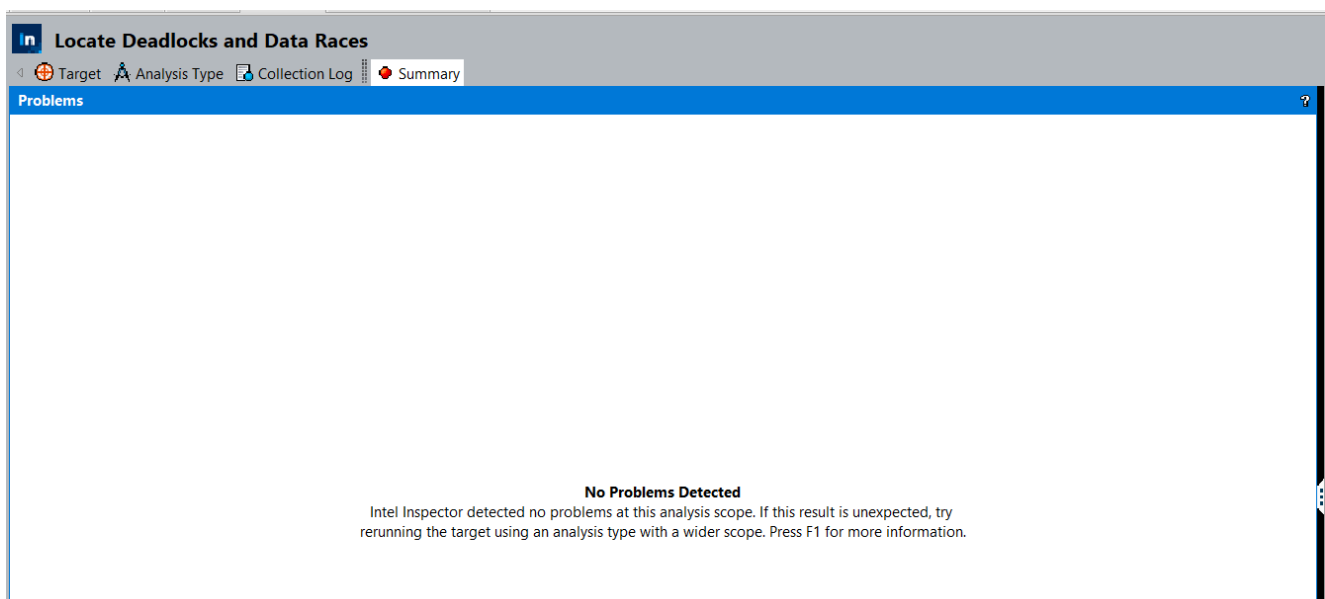 In Locate Deadlocks and Data Races
Target Analysis Type Collection Log Summary
Problems ?
No Problems Detected
Intel Inspector detected no problems at this analysis scope. If this result is unexpected, try
rerunning the target using an analysis type with a wider scope. Press F1 for more information.